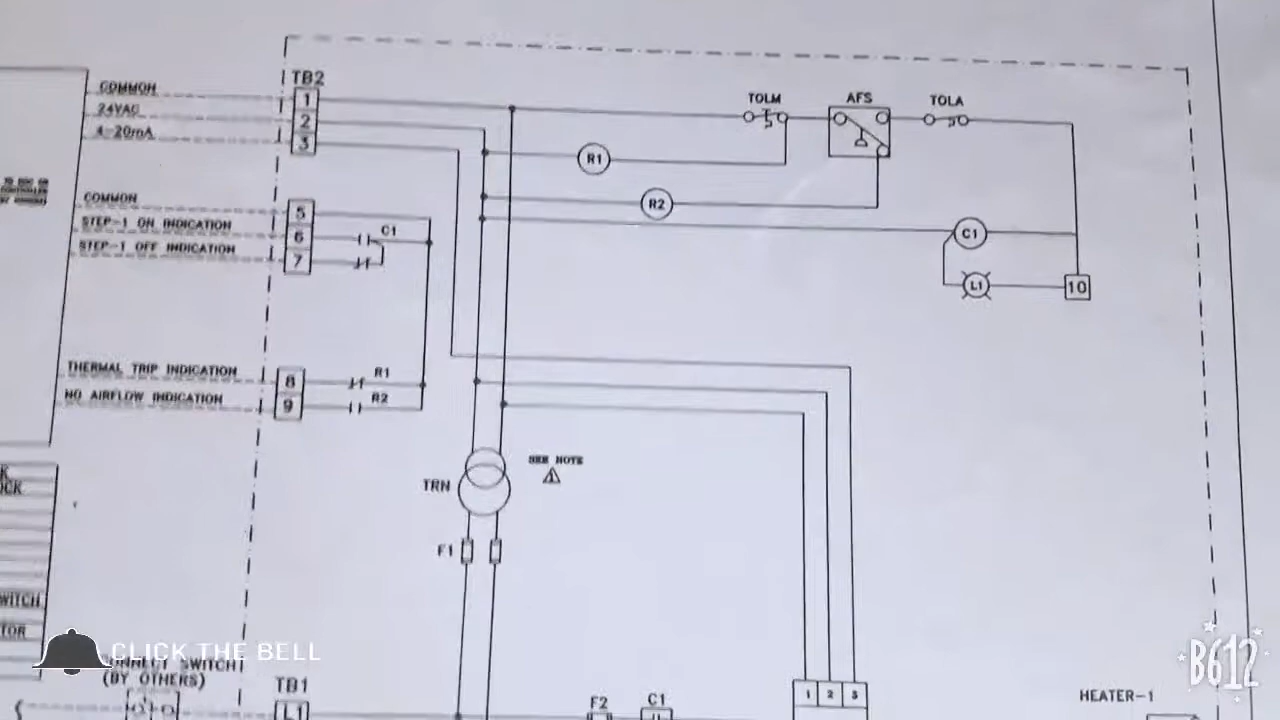 TB2
COMMON
24VAC
4-20mA
1
2
3
TOLM
AFS
TOLA
R1
R2
C1
L1
10
COMMON
STEP-1 ON INDICATION
STEP-1 OFF INDICATION
5
6
7
C1
THERMAL TRIP INDICATION
NO AIRFLOW INDICATION
8
9
R1
R2
TRN
SEE NOTE
F1
CLICK THE BELL
SWITCH
(BY OTHERS)
TB1
L1
F2
C1
1 2 3
HEATER-1
B612